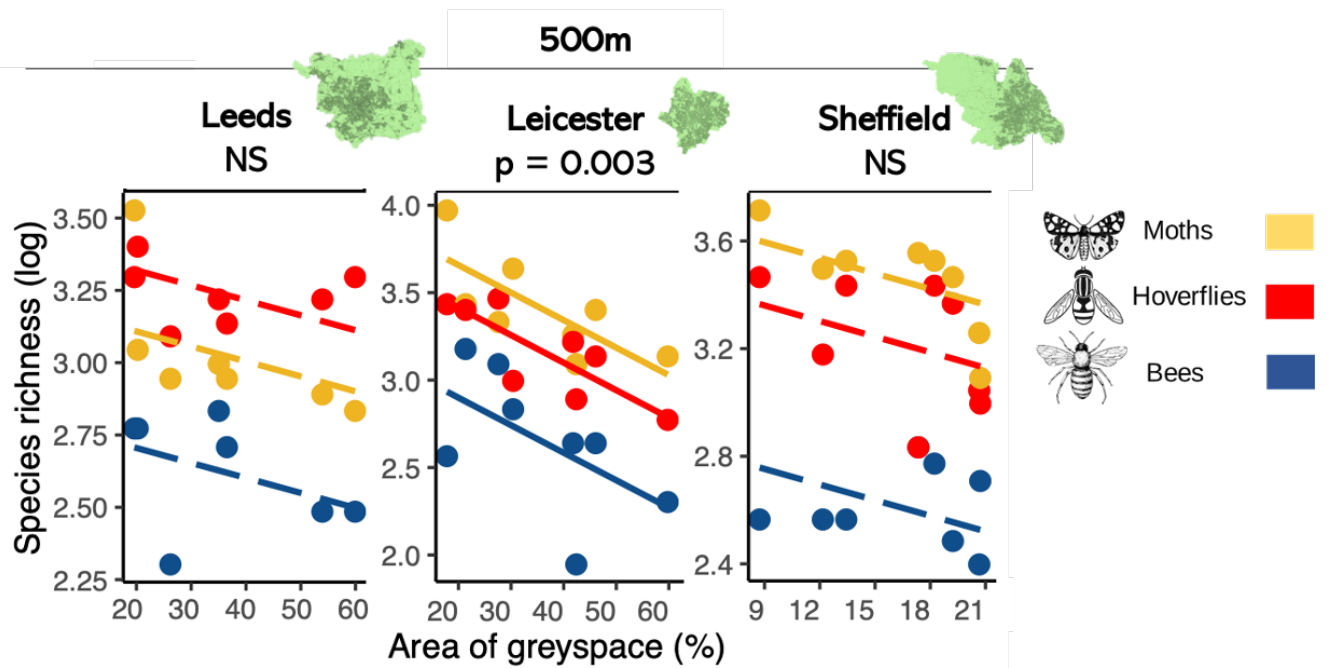 500m
Leeds
NS
Leicester
p = 0.003
Sheffield
NS
Species richness (log)
3.50
3.25
3.00
2.75
2.50
2.25
20 30 40 50 60
4.0
3.5
3.0
2.5
2.0
20 30 40 50 60
3.6
3.2
2.8
2.4
9 12 15 18 21
Area of greyspace (%)
Moths
Hoverflies
Bees